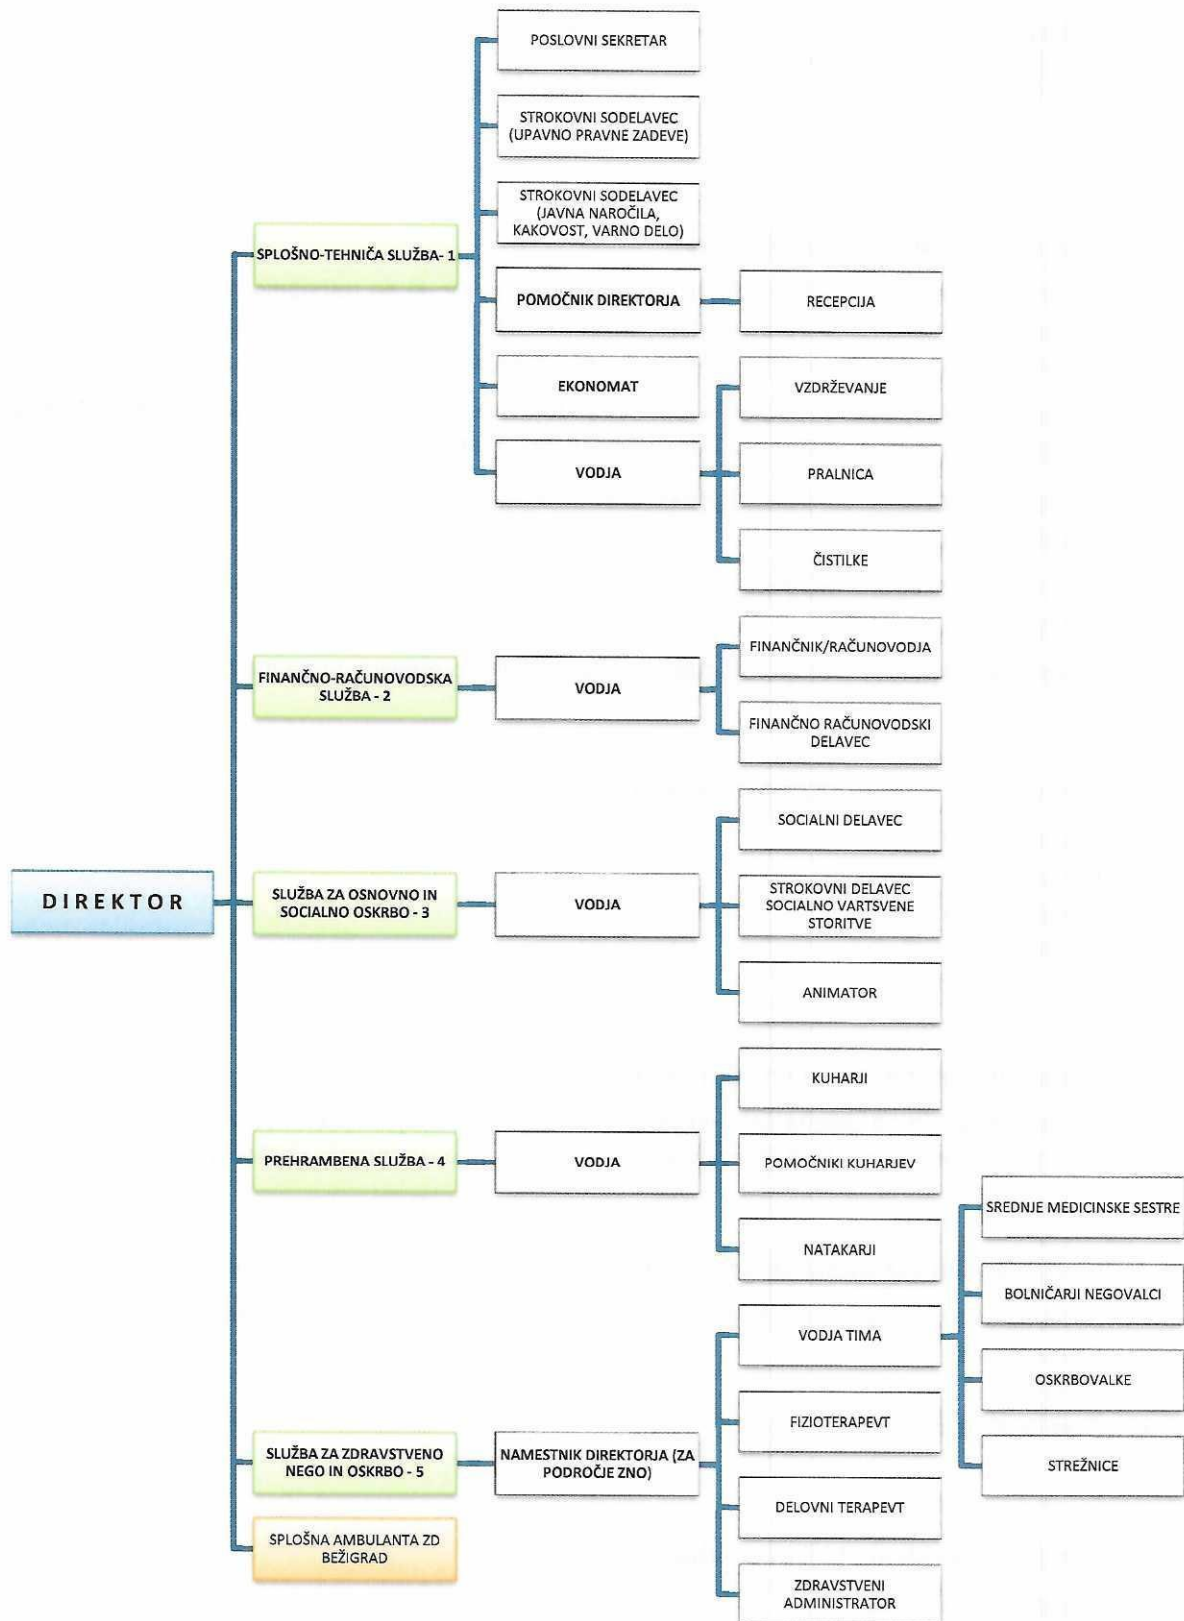 POSLOVNI SEKRETAR
STROKOVNI SODELAVEC
(UPAVNO PRAVNE ZADEVE)
STROKOVNI SODELAVEC
(JAVNA NAROČILA,
KAKOVOST, VARNO DELO)
SPLOŠNO-TEHNIČA SLUŽBA- 1
POMOČNIK DIREKTORJA
RECEPCIJA
EKONOMAT
VZDRŽEVANJE
VODJA
PRALNICA
ČISTILKE
FINANČNO-RAČUNOVODSKA
SLUŽBA - 2
VODJA
FINANČNIK/RAČUNOVODJA
FINANČNO RAČUNOVODSKI
DELAVEC
DIREKTOR
SLUŽBA ZA OSNOVNO IN
SOCIALNO OSKRBO - 3
VODJA
SOCIALNI DELAVEC
STROKOVNI DELAVEC
SOCIALNO VARTSVENE
STORITVE
ANIMATOR
PREHRAMBENA SLUŽBA - 4
VODJA
KUHARJI
POMOČNIKI KUHARJEV
NATAKARJI
SLUŽBA ZA ZDRAVSTVENO
NEGO IN OSKRBO - 5
NAMESTNIK DIREKTORJA (ZA
PODROČJE ZNO)
VODJA TIMA
SREDNJE MEDICINSKE SESTRE
BOLNIČARJI NEGOVALCI
OSKRBOVALKE
STREŽNICE
FIZIOTERAPEVT
DELOVNI TERAPEVT
ZDRAVSTVENI
ADMINISTRATOR
SPLOŠNA AMBULANTA ZD
BEŽIGRAD